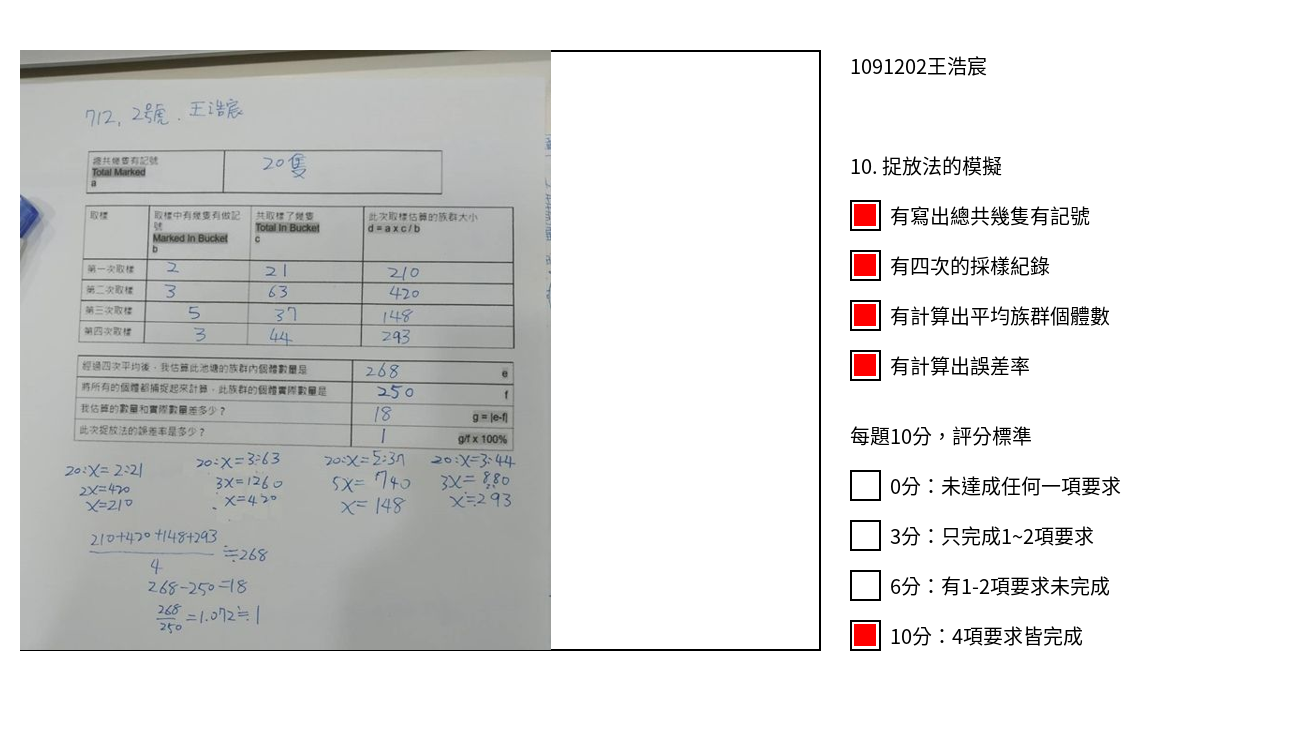 712, 2號. 王浩宸
總共幾隻有記號 20隻
Total Marked
a
取樣 取樣中有幾隻有做記號 共取樣了幾隻 此次取樣估算的族群大小
Marked In Bucket Total In Bucket d = a x c / b
b c
第一次取樣 2 21 210
第二次取樣 3 63 420
第三次取樣 5 37 148
第四次取樣 3 44 293
經過四次平均後，我估算此池塘的族群內個體數量是 268 e
將所有的個體都捕捉起來計算，此族群的個體實際數量是 250 f
我估算的數量和實際數量差多少？ 18 g = |e-f|
此次捉放法的誤差率是多少？ 1 g/f x 100%
20:X=2:21 20:X=3:63 20:X=5:37 20:X=3:44
2X=420 3X=1260 5X=740 3X=880
X=210 X=420 X=148 X≒293
210+420+148+293
4
≒268
268-250=18
268
250
=1.072≒1
1091202王浩宸
10. 捉放法的模擬
有寫出總共幾隻有記號
有四次的採樣紀錄
有計算出平均族群個體數
有計算出誤差率
每題10分，評分標準
0分：未達成任何一項要求
3分：只完成1~2項要求
6分：有1-2項要求未完成
10分：4項要求皆完成